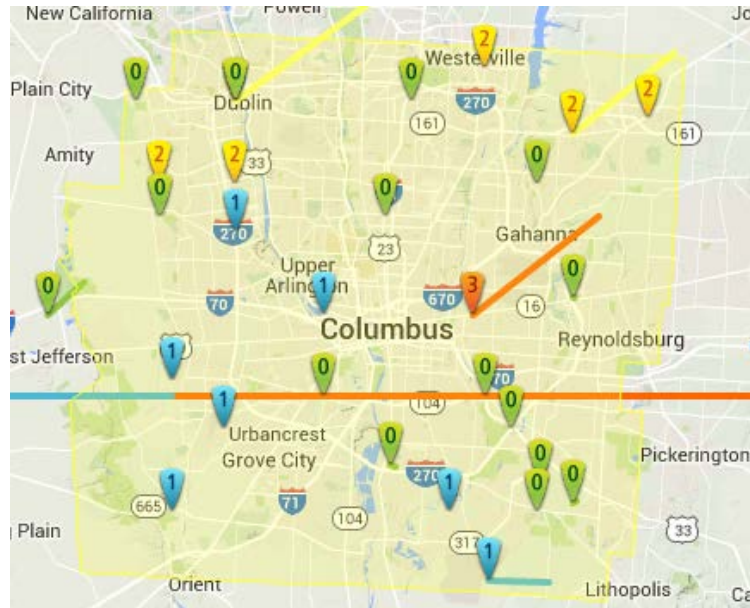 New California
Powell
Jo
2
Westerville
0
0
0
2
2
Plain City
Dublin
270
161
161
Amity
2
2
33
0
0
0
1
270
Gahanna
23
0
Upper
Arlington
1
3
0
70
670
16
Columbus
Reynoldsburg
st Jefferson
1
0
0
70
1
104
0
Urbancrest
Grove City
0
0
Pickerington
270
0
0
1
1
665
71
104
Plain
317
1
33
Orient
Lithopolis
Ca